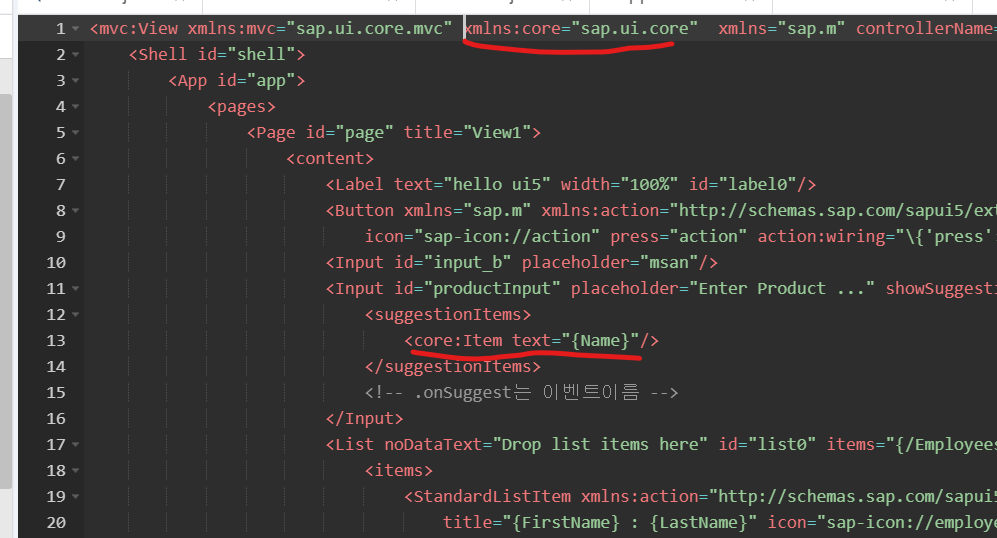 1 <mvc:View xmlns:mvc="sap.ui.core.mvc" xmlns:core="sap.ui.core"  xmlns="sap.m" controllerName=
2 <Shell id="shell">
3 <App id="app">
4 <pages>
5 <Page id="page" title="View1">
6 <content>
7 <Label text="hello ui5" width="100%" id="label0"/>
8 <Button xmlns="sap.m" xmlns:action="http://schemas.sap.com/sapui5/ext
9 icon="sap-icon://action" press="action" action:wiring="\{'press'
10 <Input id="input_b" placeholder="msan"/>
11 <Input id="productInput" placeholder="Enter Product ..." showSuggesti
12 <suggestionItems>
13 <core:Item text="{Name}"/>
14 </suggestionItems>
15 <!-- .onSuggest는 이벤트이름 -->
16 </Input>
17 <List noDataText="Drop list items here" id="list0" items="{/Employees
18 <items>
19 <StandardListItem xmlns:action="http://schemas.sap.com/sapui5
20 title="{FirstName} : {LastName}" icon="sap-icon://employe